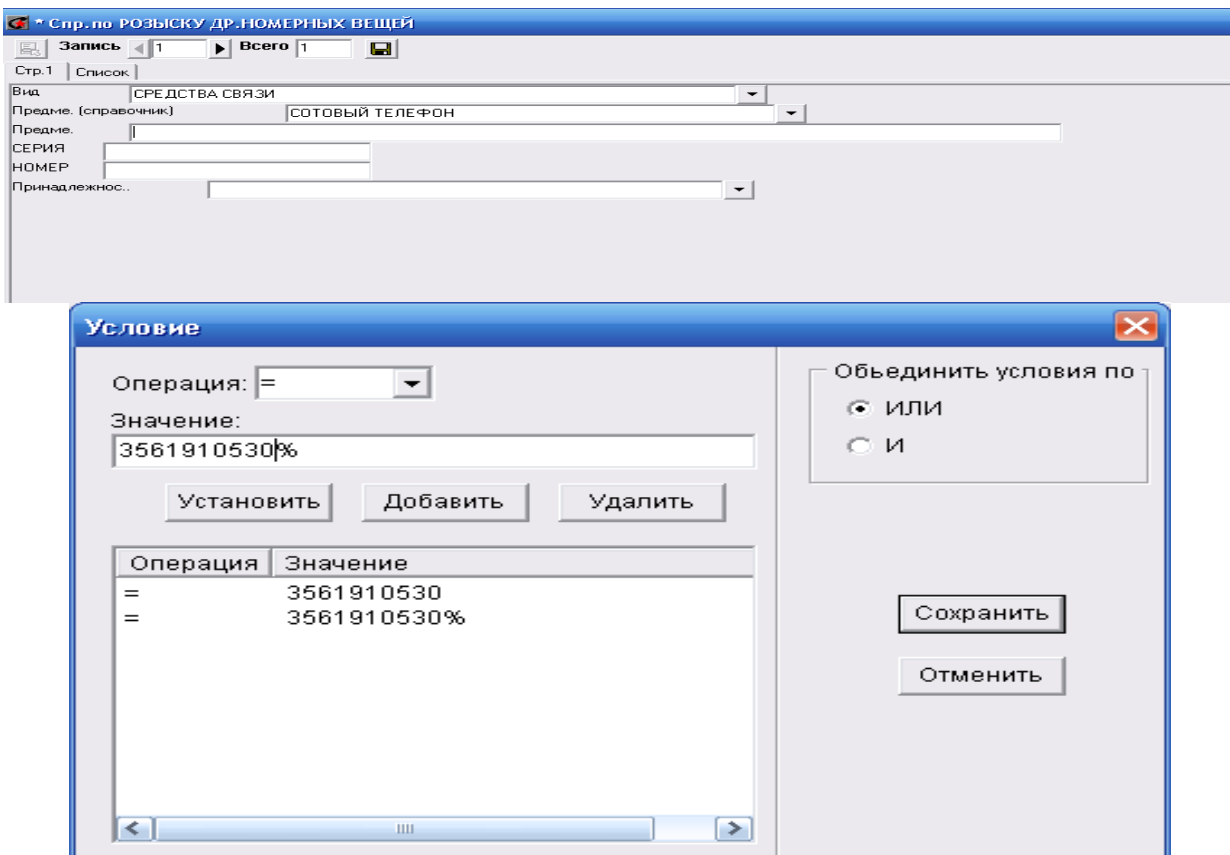 * Спр.по РОЗЫСКУ ДР.НОМЕРНЫХ ВЕЩЕЙ
Запись 1 Всего 1
Стр.1 Список
Вид СРЕДСТВА СВЯЗИ
Предме. (справочник) СОТОВЫЙ ТЕЛЕФОН
Предме.
СЕРИЯ
НОМЕР
Принадлежнос..
Условие
Операция: =
Объединить условия по
Значение:
ИЛИ
3561910530%
И
Установить Добавить Удалить
Операция Значение
= 3561910530
= 3561910530%
Сохранить
Отменить